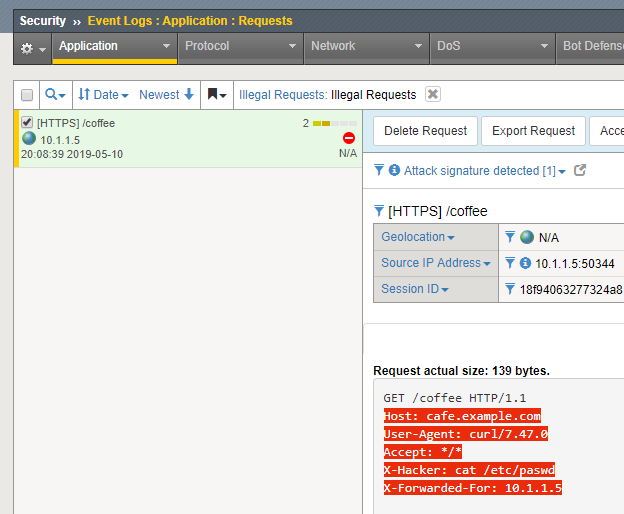 Security ›› Event Logs : Application : Requests
Application Protocol Network DoS Bot Defense
Date Newest Illegal Requests: Illegal Requests
[HTTPS] /coffee 2
10.1.1.5
20:08:39 2019-05-10 N/A
Delete Request Export Request Acce
Attack signature detected [1]
[HTTPS] /coffee
Geolocation N/A
Source IP Address 10.1.1.5:50344
Session ID 18f94063277324a8
Request actual size: 139 bytes.
GET /coffee HTTP/1.1
Host: cafe.example.com
User-Agent: curl/7.47.0
Accept: */*
X-Hacker: cat /etc/paswd
X-Forwarded-For: 10.1.1.5